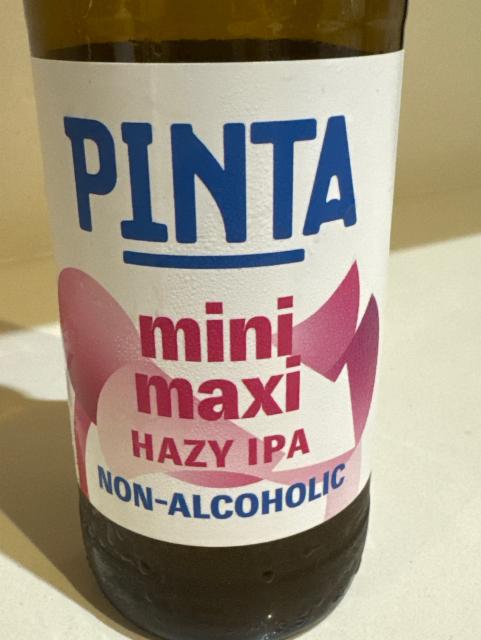 PINTA
mini
maxi
HAZY IPA
NON-ALCOHOLIC